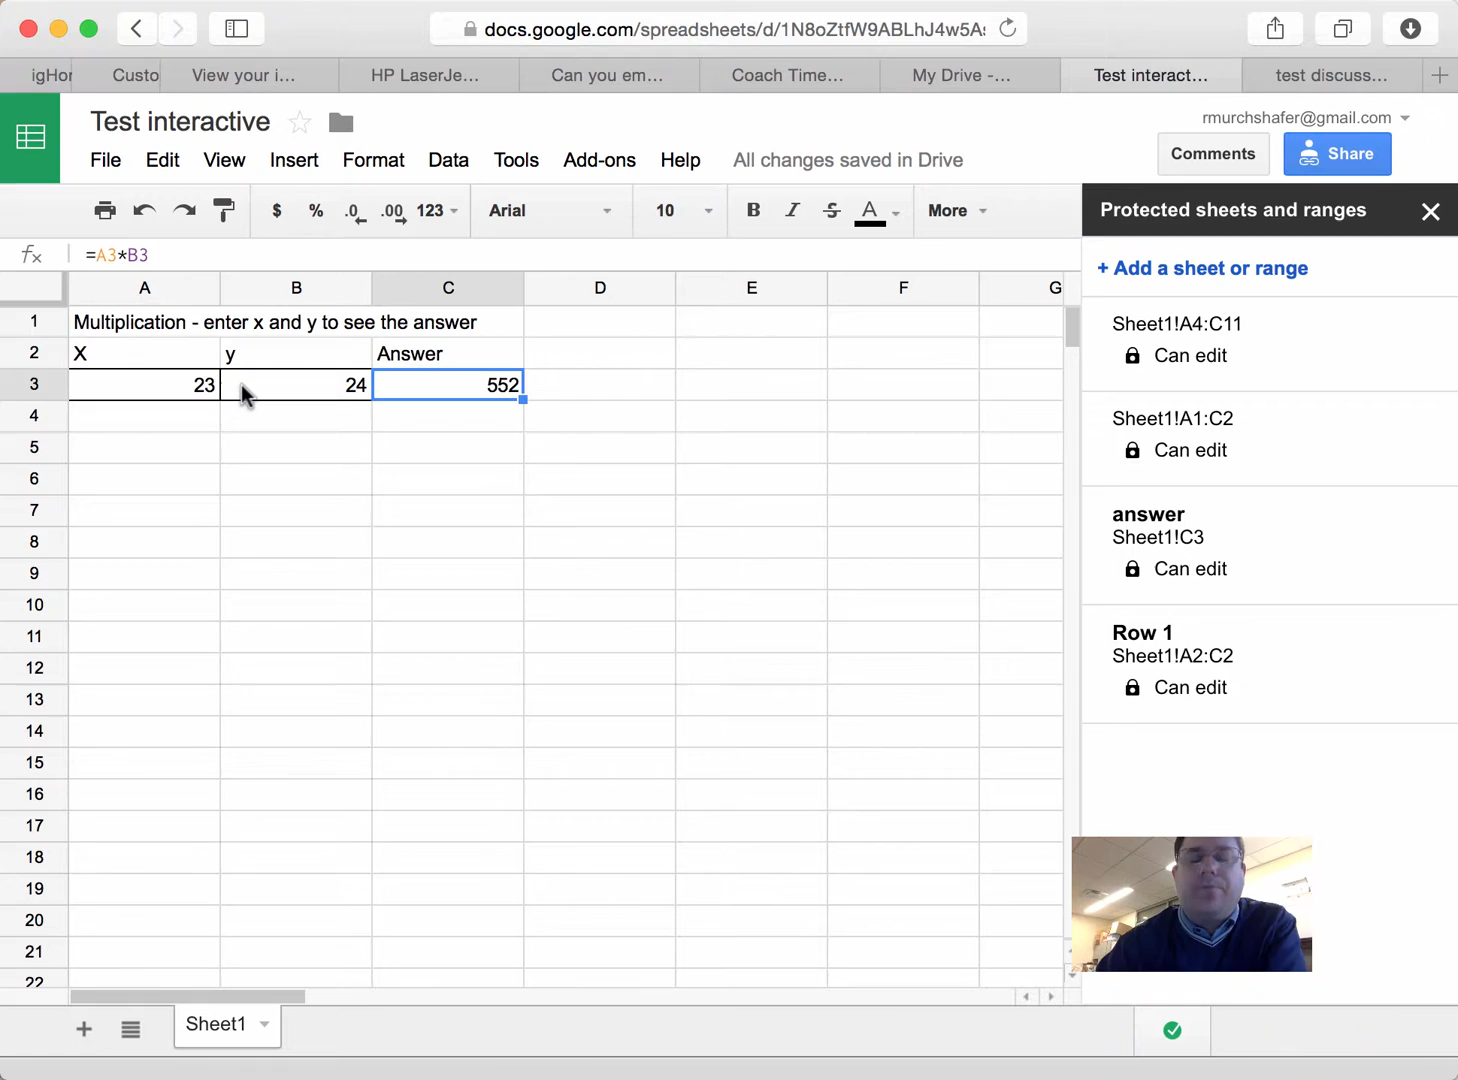 docs.google.com/spreadsheets/d/1N8oZtfW9ABLhJ4w5A
igHor
Custo
View your i...
HP LaserJe...
Can you em...
Coach Time...
My Drive -...
Test interact...
test discuss...
Test interactive
rmurchshafer@gmail.com
File Edit View Insert Format Data Tools Add-ons Help All changes saved in Drive
Comments
Share
$ % .0 .00 123 Arial 10 B I S A More
fx =A3*B3
A B C D E F G
1 Multiplication - enter x and y to see the answer
2 X y Answer
3 23 24 552
4
5
6
7
8
9
10
11
12
13
14
15
16
17
18
19
20
21
22
Protected sheets and ranges
+ Add a sheet or range
Sheet1!A4:C11
Can edit
Sheet1!A1:C2
Can edit
answer
Sheet1!C3
Can edit
Row 1
Sheet1!A2:C2
Can edit
Sheet1